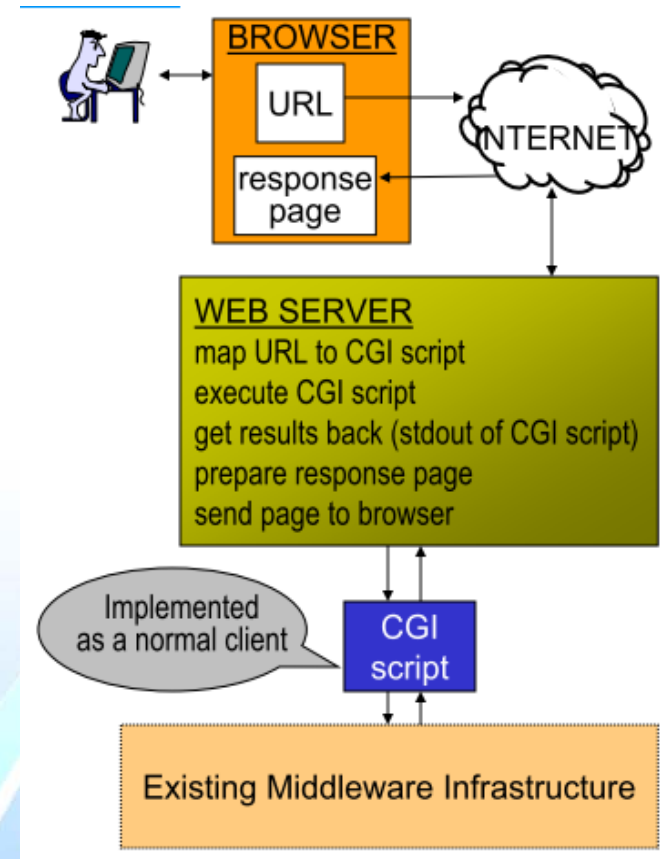 BROWSER
URL
INTERNET
response
page
WEB SERVER
map URL to CGI script
execute CGI script
get results back (stdout of CGI script)
prepare response page
send page to browser
Implemented
as a normal client
CGI
script
Existing Middleware Infrastructure